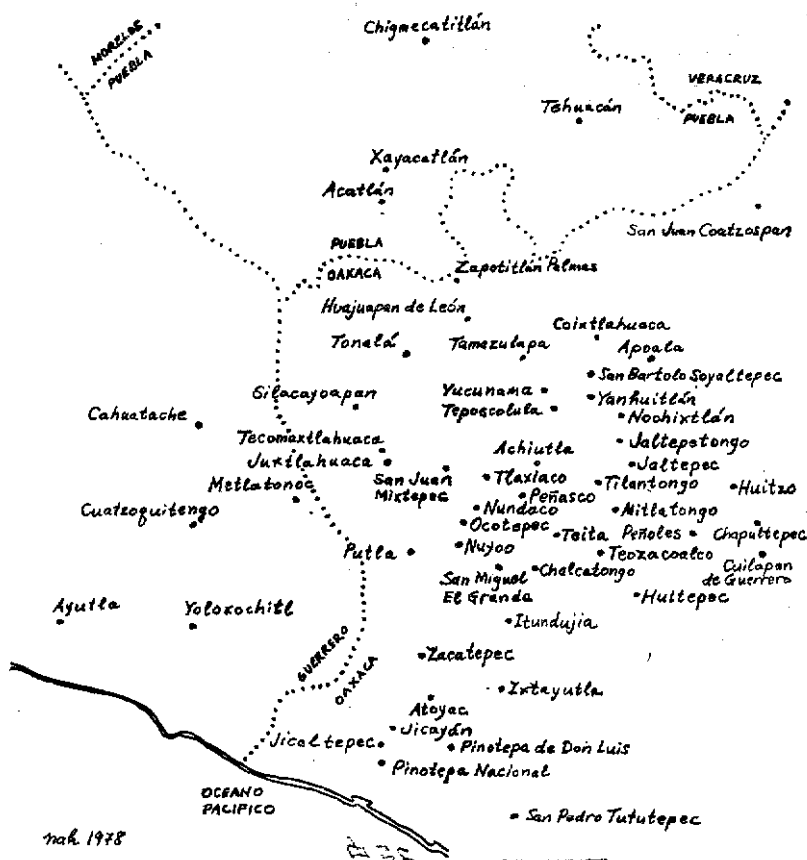 Chigmecatitlán
MORELOS
PUEBLA
VERACRUZ
PUEBLA
Tehuacán
Xayacatlán
Acatlán
San Juan Coatzospan
PUEBLA
OAXACA
Zapotitlán Palmas
Huajuapan de León
Coixtlahuaca
Tonalá
Tamazulapa
Apoala
San Bartolo Soyaltepec
Silacayoapan
Yucunama
Yanhuitlán
Teposcolula
Nochixtlán
Cahuatache
Tecomaxtlahuaca
Achiutla
Jaltepetongo
Juxtlahuaca
San Juan
Mixtepec
Tlaxiaco
Jaltepec
Metlatonoc
Peñasco
Tilantongo
Huitzo
Cuatzoquitengo
Nundaco
Mitlatongo
Ocotepec
Teita
Peñoles
Chapultepec
Putla
Nuyoo
Teozacoalco
San Miguel
El Grande
Chalcatongo
Cuilapan
de Guerrero
Huitepec
Ayutla
Yoloxochitl
Itundujia
GUERRERO
OAXACA
Zacatepec
Ixtayutla
Atoyac
Jicayán
Jicaltepec
Pinotepa de Don Luis
Pinotepa Nacional
OCEANO
PACIFICO
San Pedro Tututepec
nak 1978